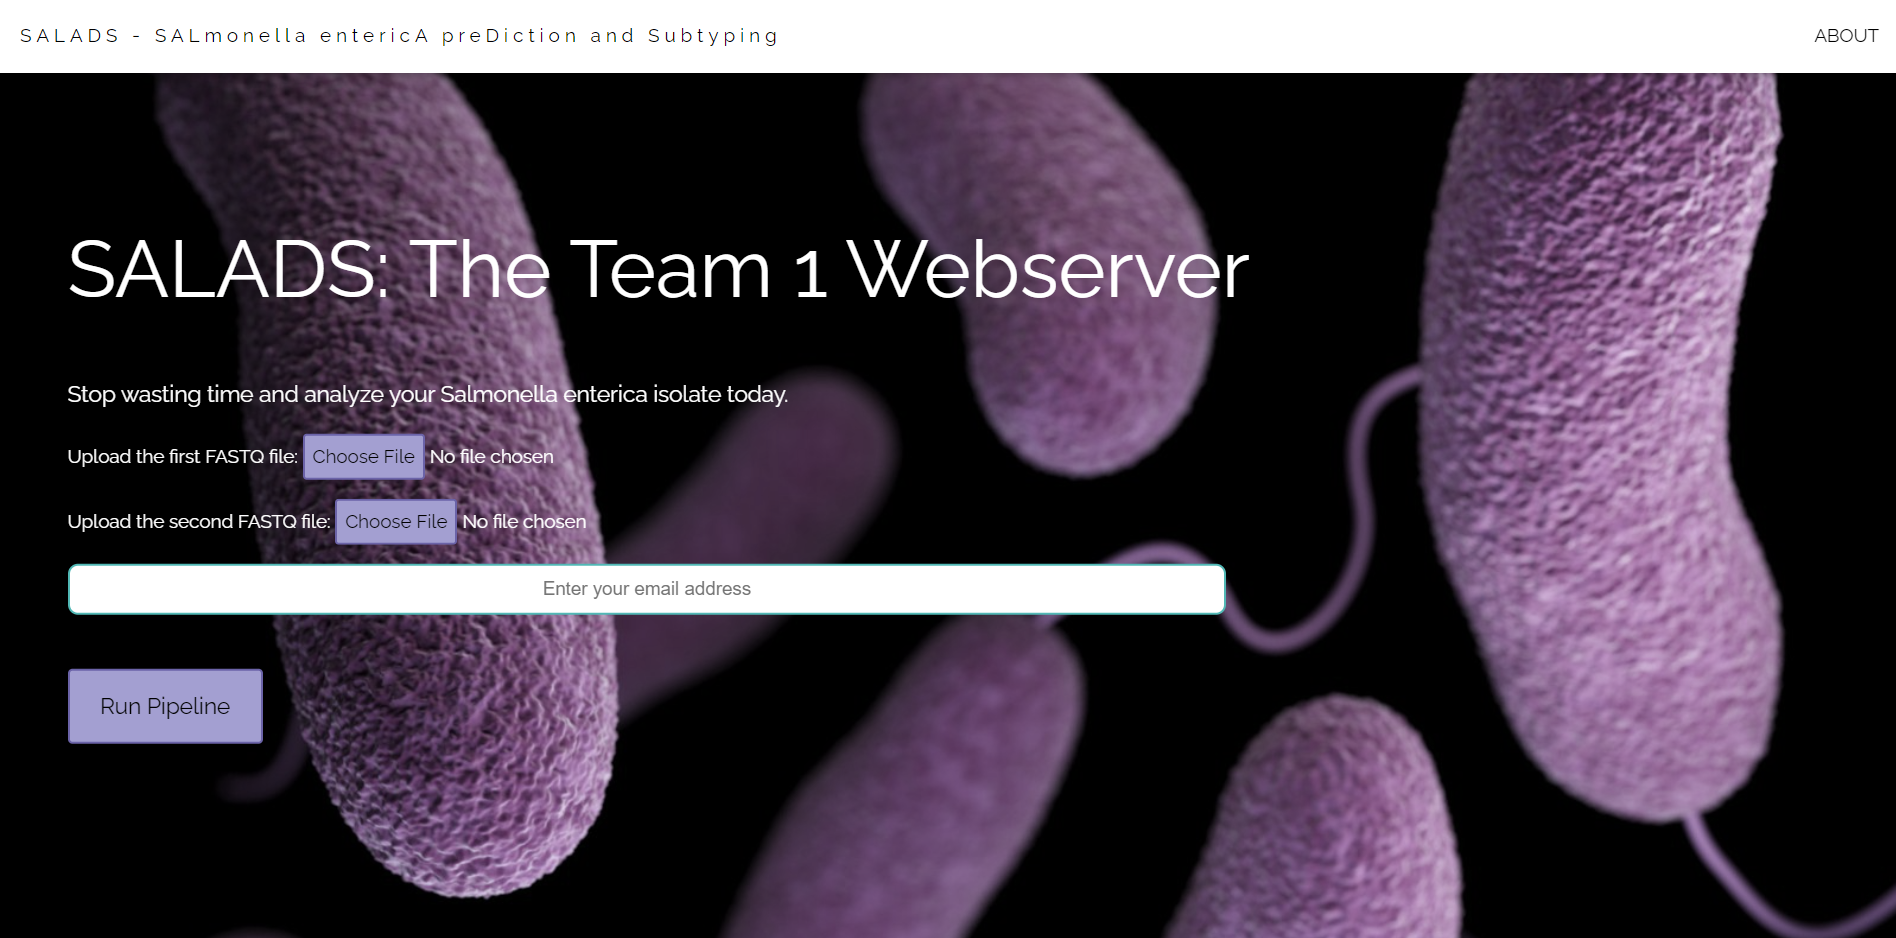 SALADS - SALmonella entericA preDiction and Subtyping
ABOUT
SALADS: The Team 1 Webserver
Stop wasting time and analyze your Salmonella enterica isolate today.
Upload the first FASTQ file: Choose File No file chosen
Upload the second FASTQ file: Choose File No file chosen
Enter your email address
Run Pipeline